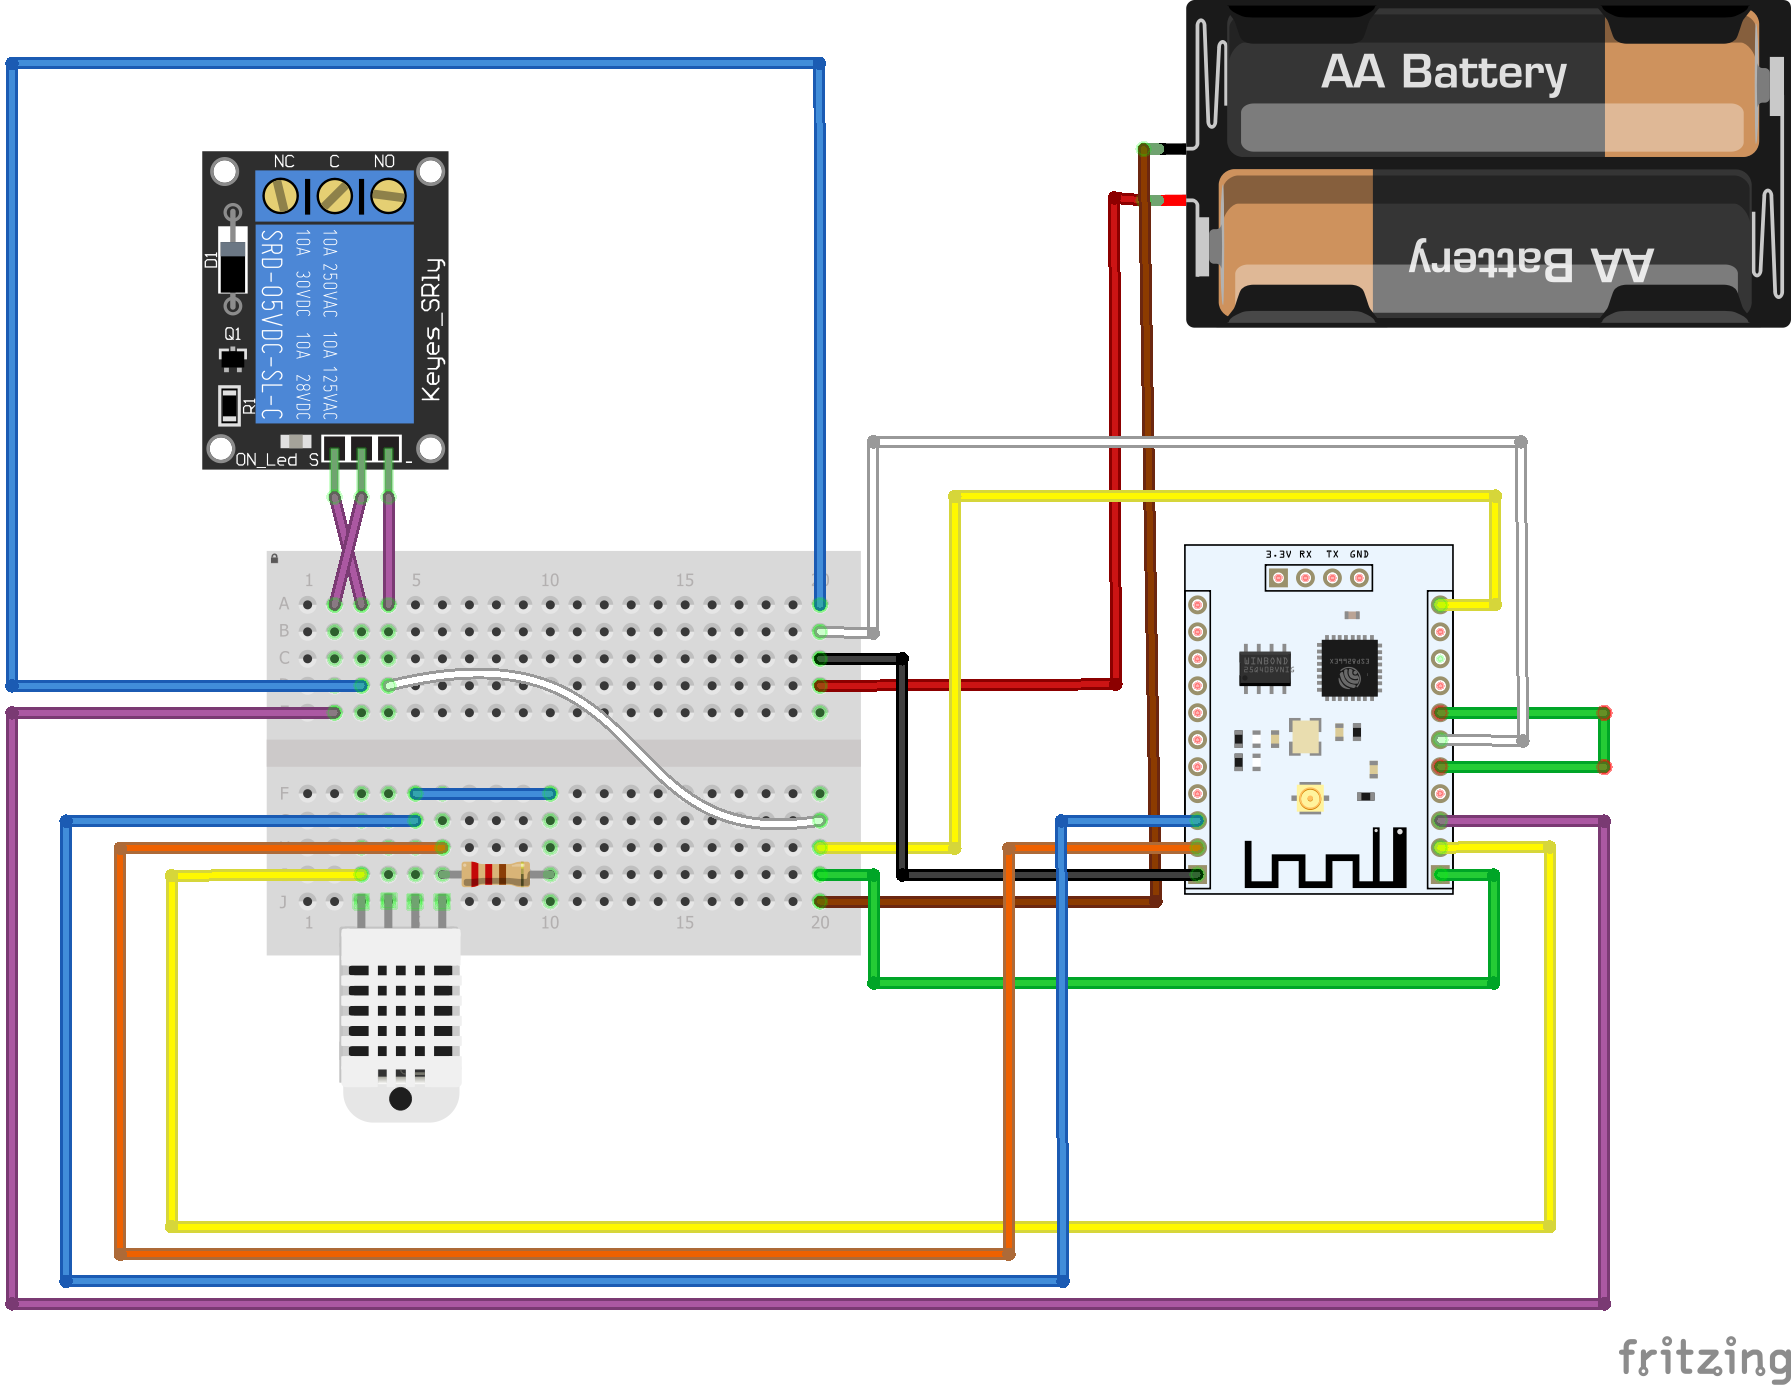 AA Battery
AA Battery
NC C NO
D1
SRD-05VDC-SL-C
10A 30VDC 10A 28VDC
10A 250VAC 10A 125VAC
Keyes_SRly
Q1
R1
ON_Led S -
1 5 10 15 20
A
B
C
F
J
1 10 15 20
3.3V RX TX GND
WINBOND
ESP8266EX
fritzing